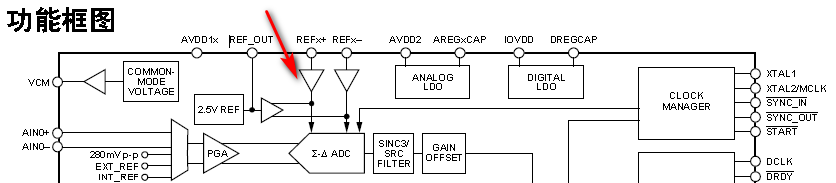 功能框图
AVDD1x REF_OUT REFx+ REFx– AVDD2 AREGxCAP IOVDD DREGCAP
VCM
COMMON-
MODE
VOLTAGE
ANALOG
LDO
DIGITAL
LDO
CLOCK
MANAGER
XTAL1
XTAL2/MCLK
SYNC_IN
SYNC_OUT
START
2.5V REF
AIN0+
AIN0–
280mV p-p
EXT_REF
INT_REF
PGA
Σ-Δ ADC
SINC3/
SRC
FILTER
GAIN
OFFSET
DCLK
DRDY